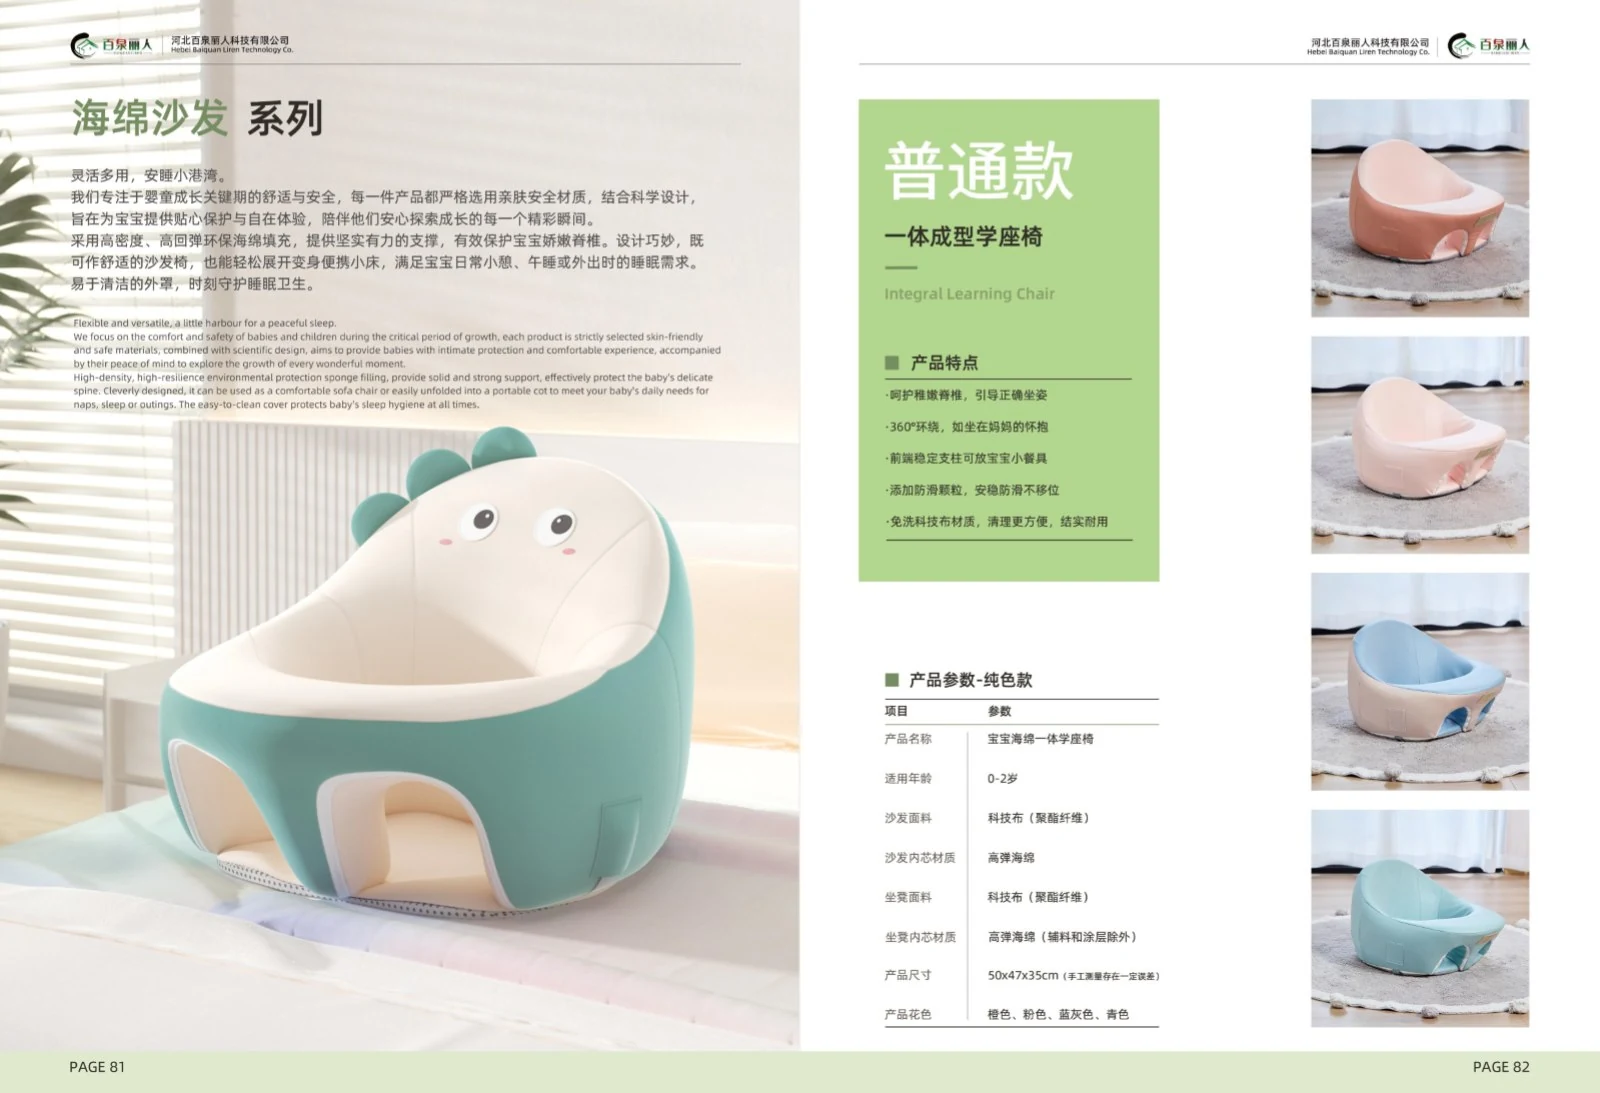 百泉丽人
河北百泉丽人科技有限公司
Hebei Baiquan Liren Technology Co.
海绵沙发 系列
灵活多用，安睡小港湾。
我们专注于婴童成长关键期的舒适与安全，每一件产品都严格选用亲肤安全材质，结合科学设计，
旨在为宝宝提供贴心保护与自在体验，陪伴他们安心探索成长的每一个精彩瞬间。
采用高密度、高回弹环保海绵填充，提供坚实有力的支撑，有效保护宝宝娇嫩脊椎。设计巧妙，既
可作舒适的沙发椅，也能轻松展开变身便携小床，满足宝宝日常小憩、午睡或外出时的睡眠需求。
易于清洁的外罩，时刻守护睡眠卫生。
Flexible and versatile, a little harbour for a peaceful sleep.
We focus on the comfort and safety of babies and children during the critical period of growth, each product is strictly selected skin-friendly
and safe materials, combined with scientific design, aims to provide babies with intimate protection and comfortable experience, accompanied
by their peace of mind to explore the growth of every wonderful moment.
High-density, high-resilience environmental protection sponge filling, provide solid and strong support, effectively protect the baby's delicate
spine. Cleverly designed, it can be used as a comfortable sofa chair or easily unfolded into a portable cot to meet your baby's daily needs for
naps, sleep or outings. The easy-to-clean cover protects baby's sleep hygiene at all times.
PAGE 81
河北百泉丽人科技有限公司
Hebei Baiquan Liren Technology Co.
百泉丽人
普通款
一体成型学座椅
Integral Learning Chair
产品特点
·呵护稚嫩脊椎，引导正确坐姿
·360°环绕，如坐在妈妈的怀抱
·前端稳定支柱可放宝宝小餐具
·添加防滑颗粒，安稳防滑不移位
·免洗科技布材质，清理更方便，结实耐用
产品参数-纯色款
项目 参数
产品名称 宝宝海绵一体学座椅
适用年龄 0-2岁
沙发面料 科技布（聚酯纤维）
沙发内芯材质 高弹海绵
坐凳面料 科技布（聚酯纤维）
坐凳内芯材质 高弹海绵（辅料和涂层除外）
产品尺寸 50x47x35cm（手工测量存在一定误差）
产品花色 橙色、粉色、蓝灰色、青色
PAGE 82